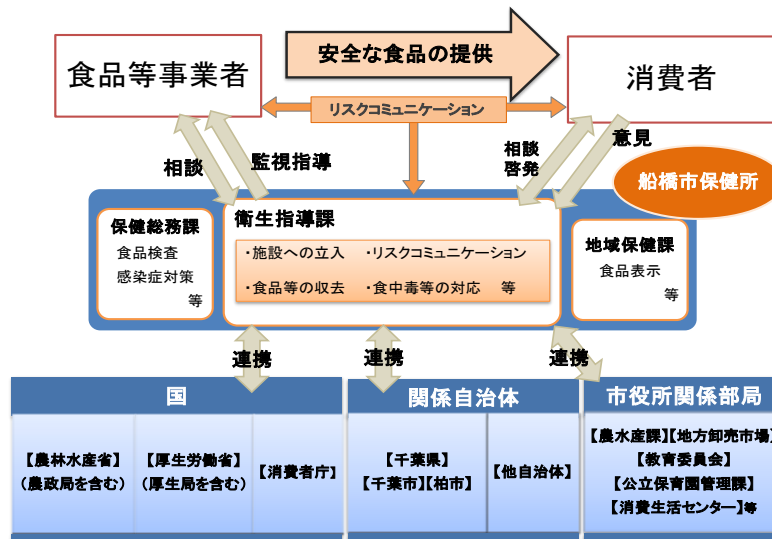 安全な食品の提供
食品等事業者
消費者
リスクコミュニケーション
相談
監視指導
相談
啓発
意見
船橋市保健所
保健総務課
食品検査
感染症対策
等
衛生指導課
・施設への立入 ・リスクコミュニケーション
・食品等の収去 ・食中毒等の対応 等
地域保健課
食品表示
等
連携
連携
連携
国
関係自治体
市役所関係部局
【農林水産省】
(農政局を含む)
【厚生労働省】
(厚生局を含む)
【消費者庁】
【千葉県】
【千葉市】【柏市】
【他自治体】
【農水産課】【地方卸売市場】
【教育委員会】
【公立保育園管理課】
【消費生活センター】等